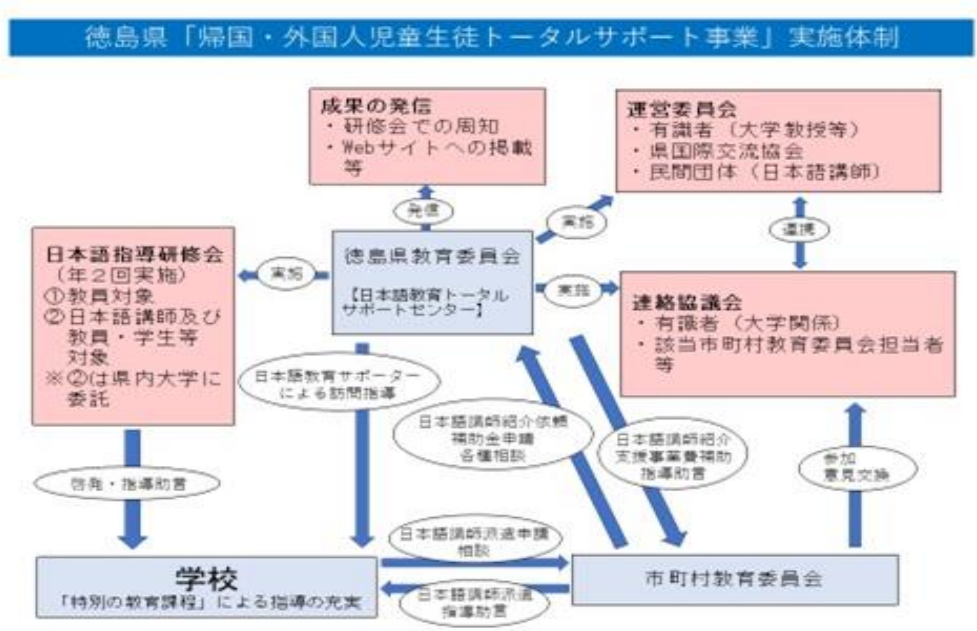 徳島県「帰国・外国人児童生徒トータルサポート事業」実施体制
成果の発信
・研修会での周知
・Webサイトへの掲載
等
運営委員会
・有識者（大学教授等）
・県国際交流協会
・民間団体（日本語講師）
発信
実施
連携
日本語指導研修会
（年２回実施）
①教員対象
②日本語講師及び
教員・学生等
対象
※②は県内大学に
委託
実施
徳島県教育委員会
【日本語教育トータル
サポートセンター】
実施
連絡協議会
・有識者（大学関係）
・該当市町村教育委員会担当者
等
日本語教育サポーター
による訪問指導
日本語講師紹介依頼
補助金申請
各種相談
日本語講師紹介
支援事業費補助
指導助言
参加
意見交換
啓発・指導助言
学校
「特別の教育課程」による指導の充実
日本語講師派遣申請
相談
日本語講師派遣
指導助言
市町村教育委員会